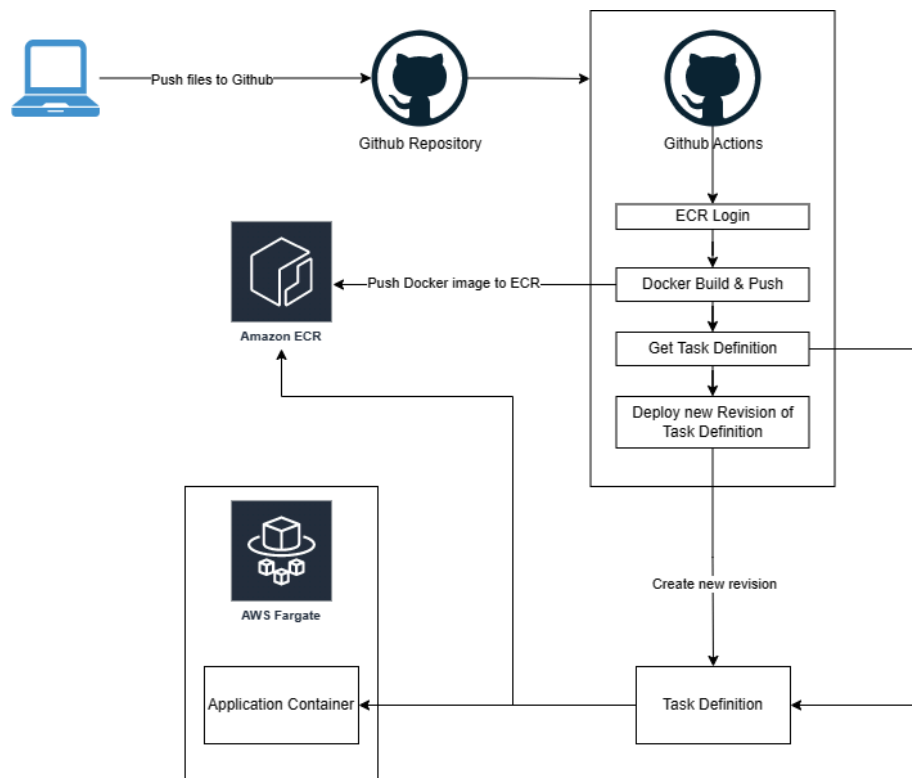 Push files to Github
Github Repository
Github Actions
ECR Login
Push Docker image to ECR
Docker Build & Push
Amazon ECR
Get Task Definition
Deploy new Revision of
Task Definition
Create new revision
AWS Fargate
Application Container
Task Definition